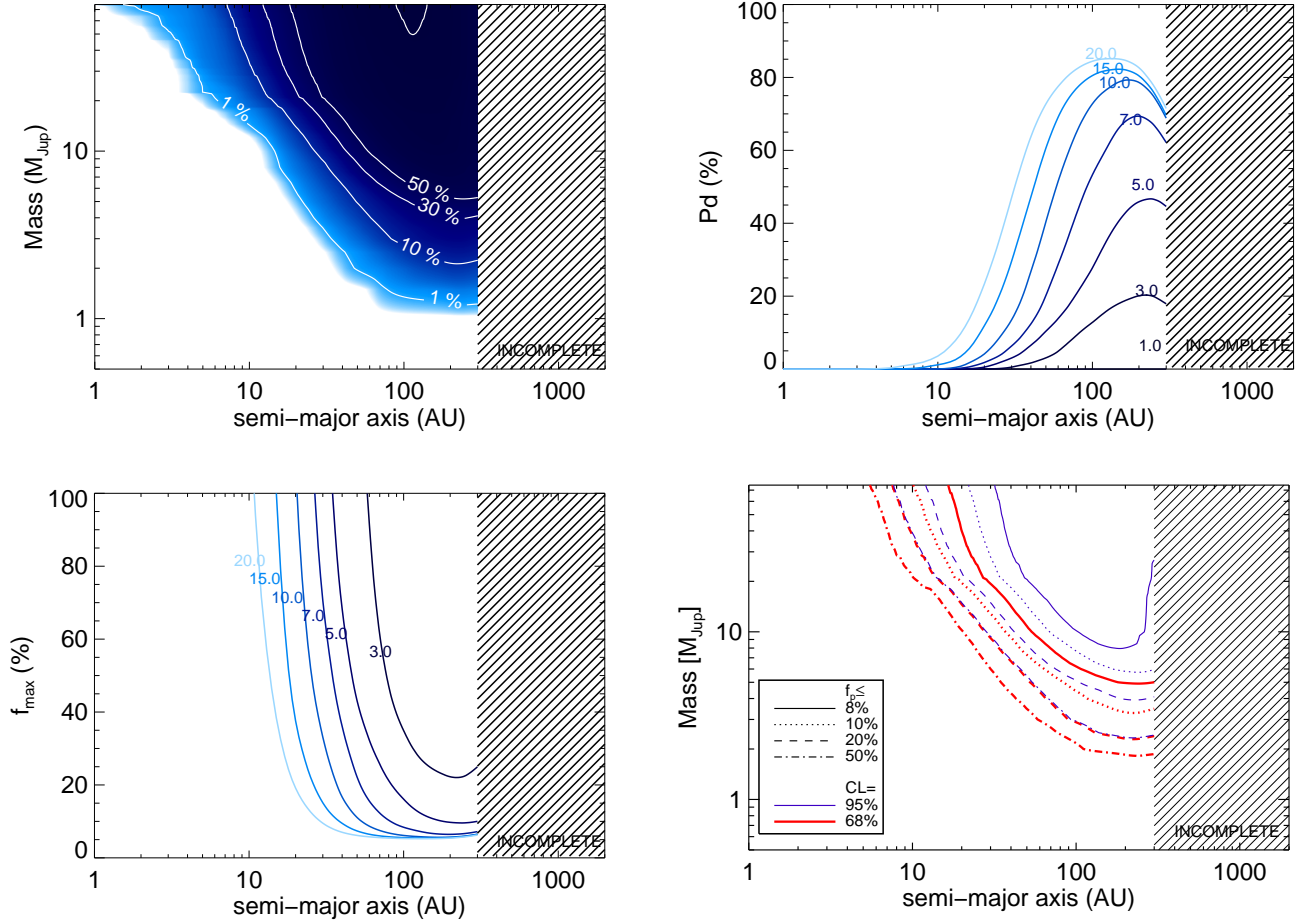 Mass (M_Jup)
10
1
1 %
50 %
30 %
10 %
1 %
INCOMPLETE
1 10 100 1000
semi-major axis (AU)
Pd (%)
100
80
60
40
20
0
20.0
15.0
10.0
7.0
5.0
3.0
1.0
INCOMPLETE
1 10 100 1000
semi-major axis (AU)
f_max (%)
100
80
60
40
20
0
20.0
15.0
10.0
7.0
5.0
3.0
INCOMPLETE
1 10 100 1000
semi-major axis (AU)
Mass [M_Jup]
10
1
f_p≤
8%
10%
20%
50%
CL=
95%
68%
INCOMPLETE
1 10 100 1000
semi-major axis (AU)